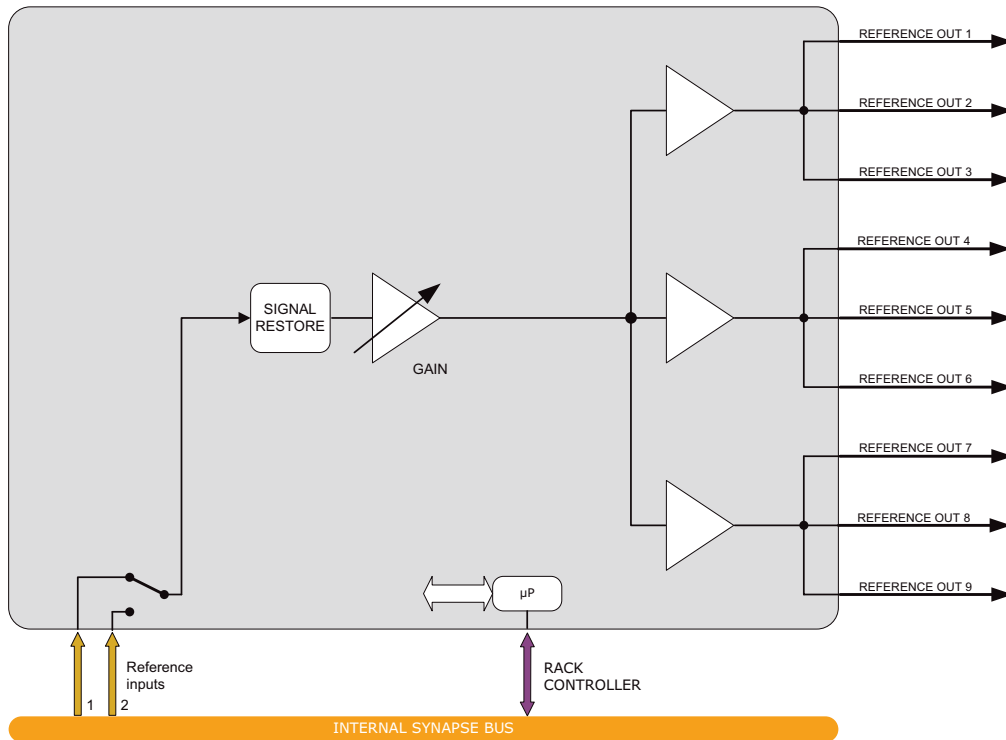 REFERENCE OUT 1
REFERENCE OUT 2
REFERENCE OUT 3
REFERENCE OUT 4
SIGNAL
RESTORE
REFERENCE OUT 5
GAIN
REFERENCE OUT 6
REFERENCE OUT 7
REFERENCE OUT 8
REFERENCE OUT 9
µP
Reference
inputs
1
2
RACK
CONTROLLER
INTERNAL SYNAPSE BUS